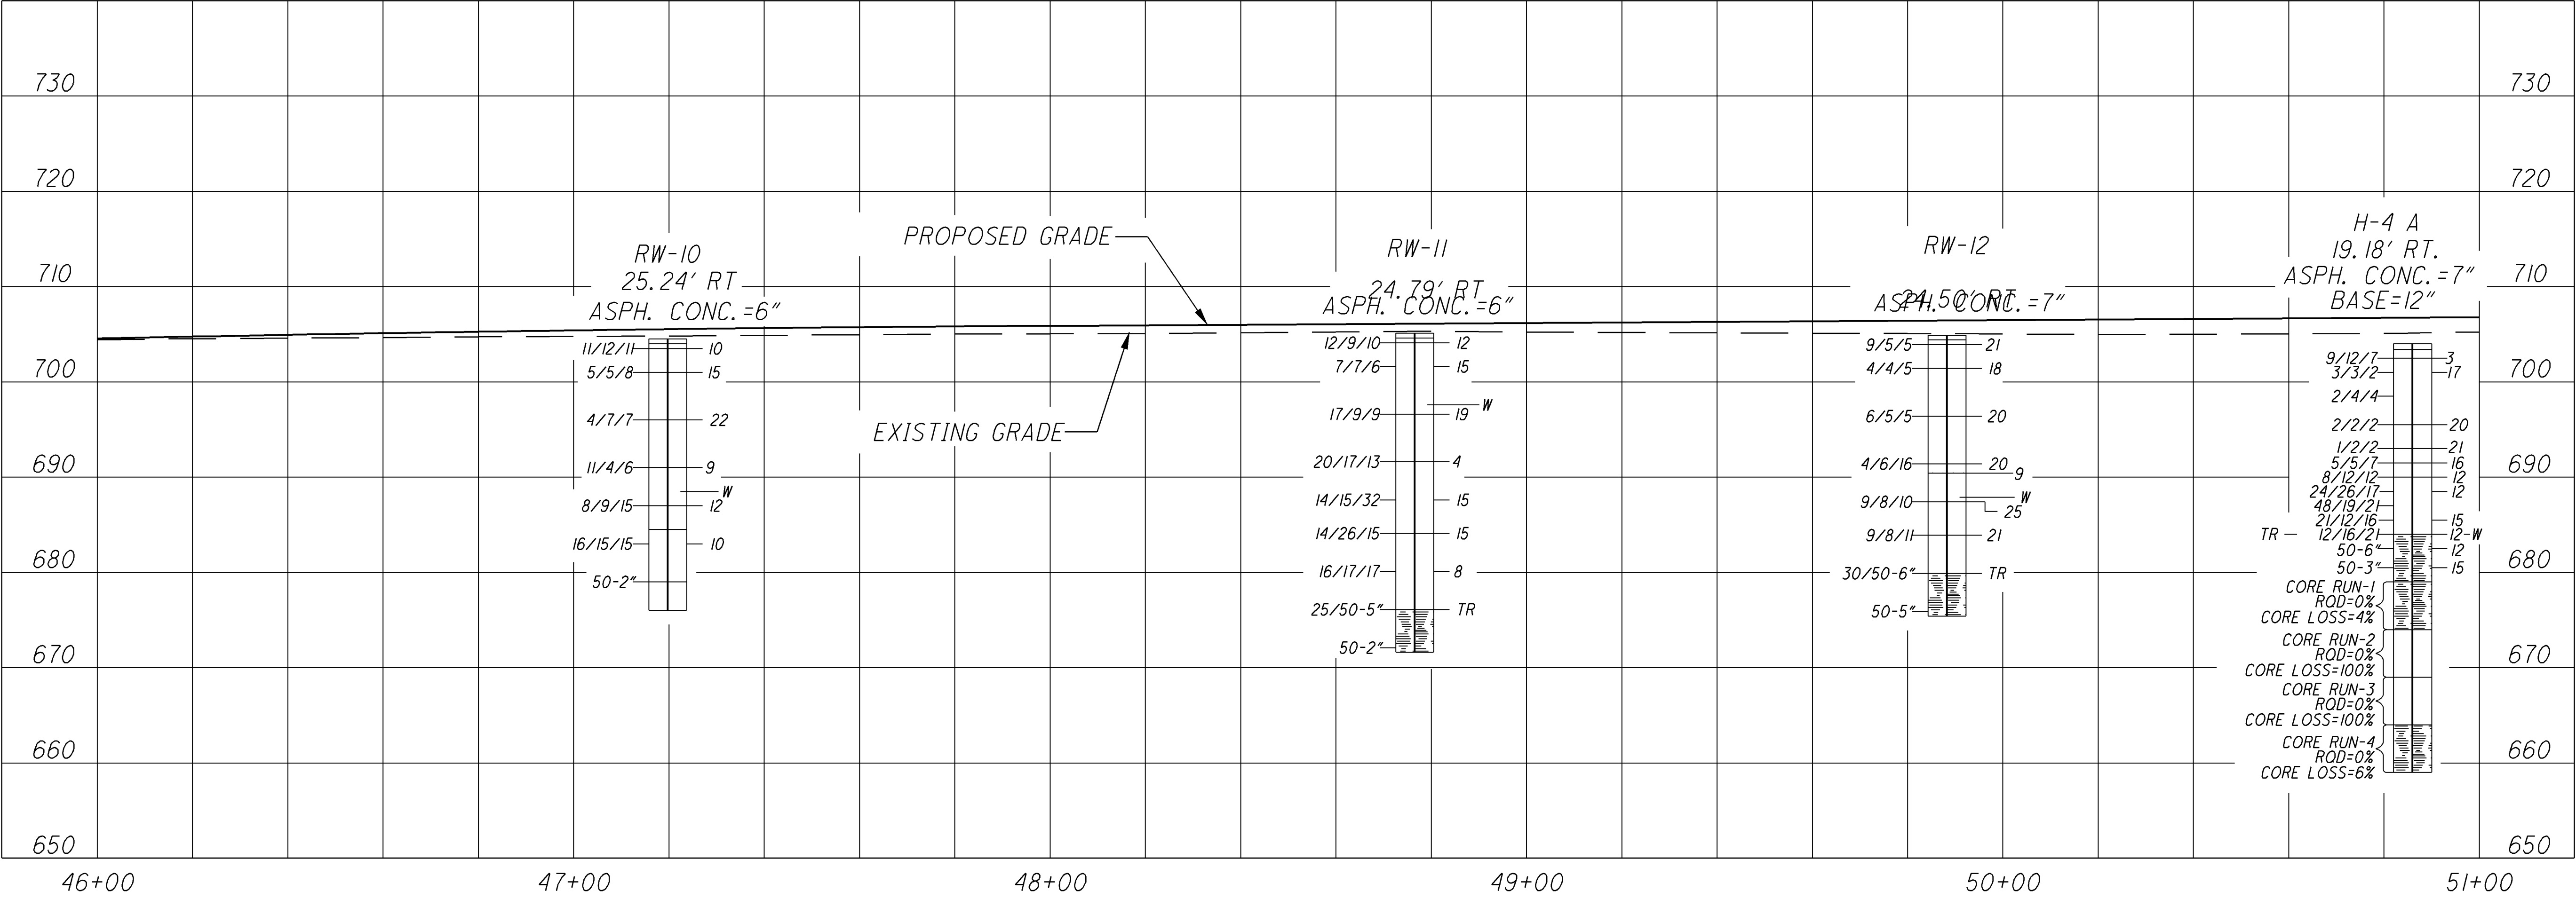 730
720
710
700
690
680
670
660
650
46+00
47+00
48+00
49+00
50+00
51+00
730
720
710
700
690
680
670
660
650
PROPOSED GRADE
EXISTING GRADE
RW-10
25.24' RT
ASPH. CONC.=6"
11/12/11 10
5/5/8 15
4/7/7 22
11/4/6 9
W
8/9/15 12
16/15/15 10
50-2"
RW-11
24.79' RT
ASPH. CONC.=6"
12/9/10 12
7/7/6 15
W
17/9/9 19
20/17/13 4
14/15/32 15
14/26/15 15
16/17/17 8
25/50-5" TR
50-2"
RW-12
24.50' RT
ASPH. CONC.=7"
9/5/5 21
4/4/5 18
6/5/5 20
4/6/16 20
9
W
9/8/10 25
9/8/11 21
30/50-6" TR
50-5"
H-4 A
19.18' RT.
ASPH. CONC.=7"
BASE=12"
9/12/7 3
3/3/2 17
2/4/4
2/2/2 20
1/2/2 21
5/5/7 16
8/12/12 12
24/26/17 12
48/19/21
21/12/16 15
TR 12/16/21 12 W
50-6" 12
50-3" 15
CORE RUN-1
RQD=0%
CORE LOSS=4%
CORE RUN-2
RQD=0%
CORE LOSS=100%
CORE RUN-3
RQD=0%
CORE LOSS=100%
CORE RUN-4
RQD=0%
CORE LOSS=6%